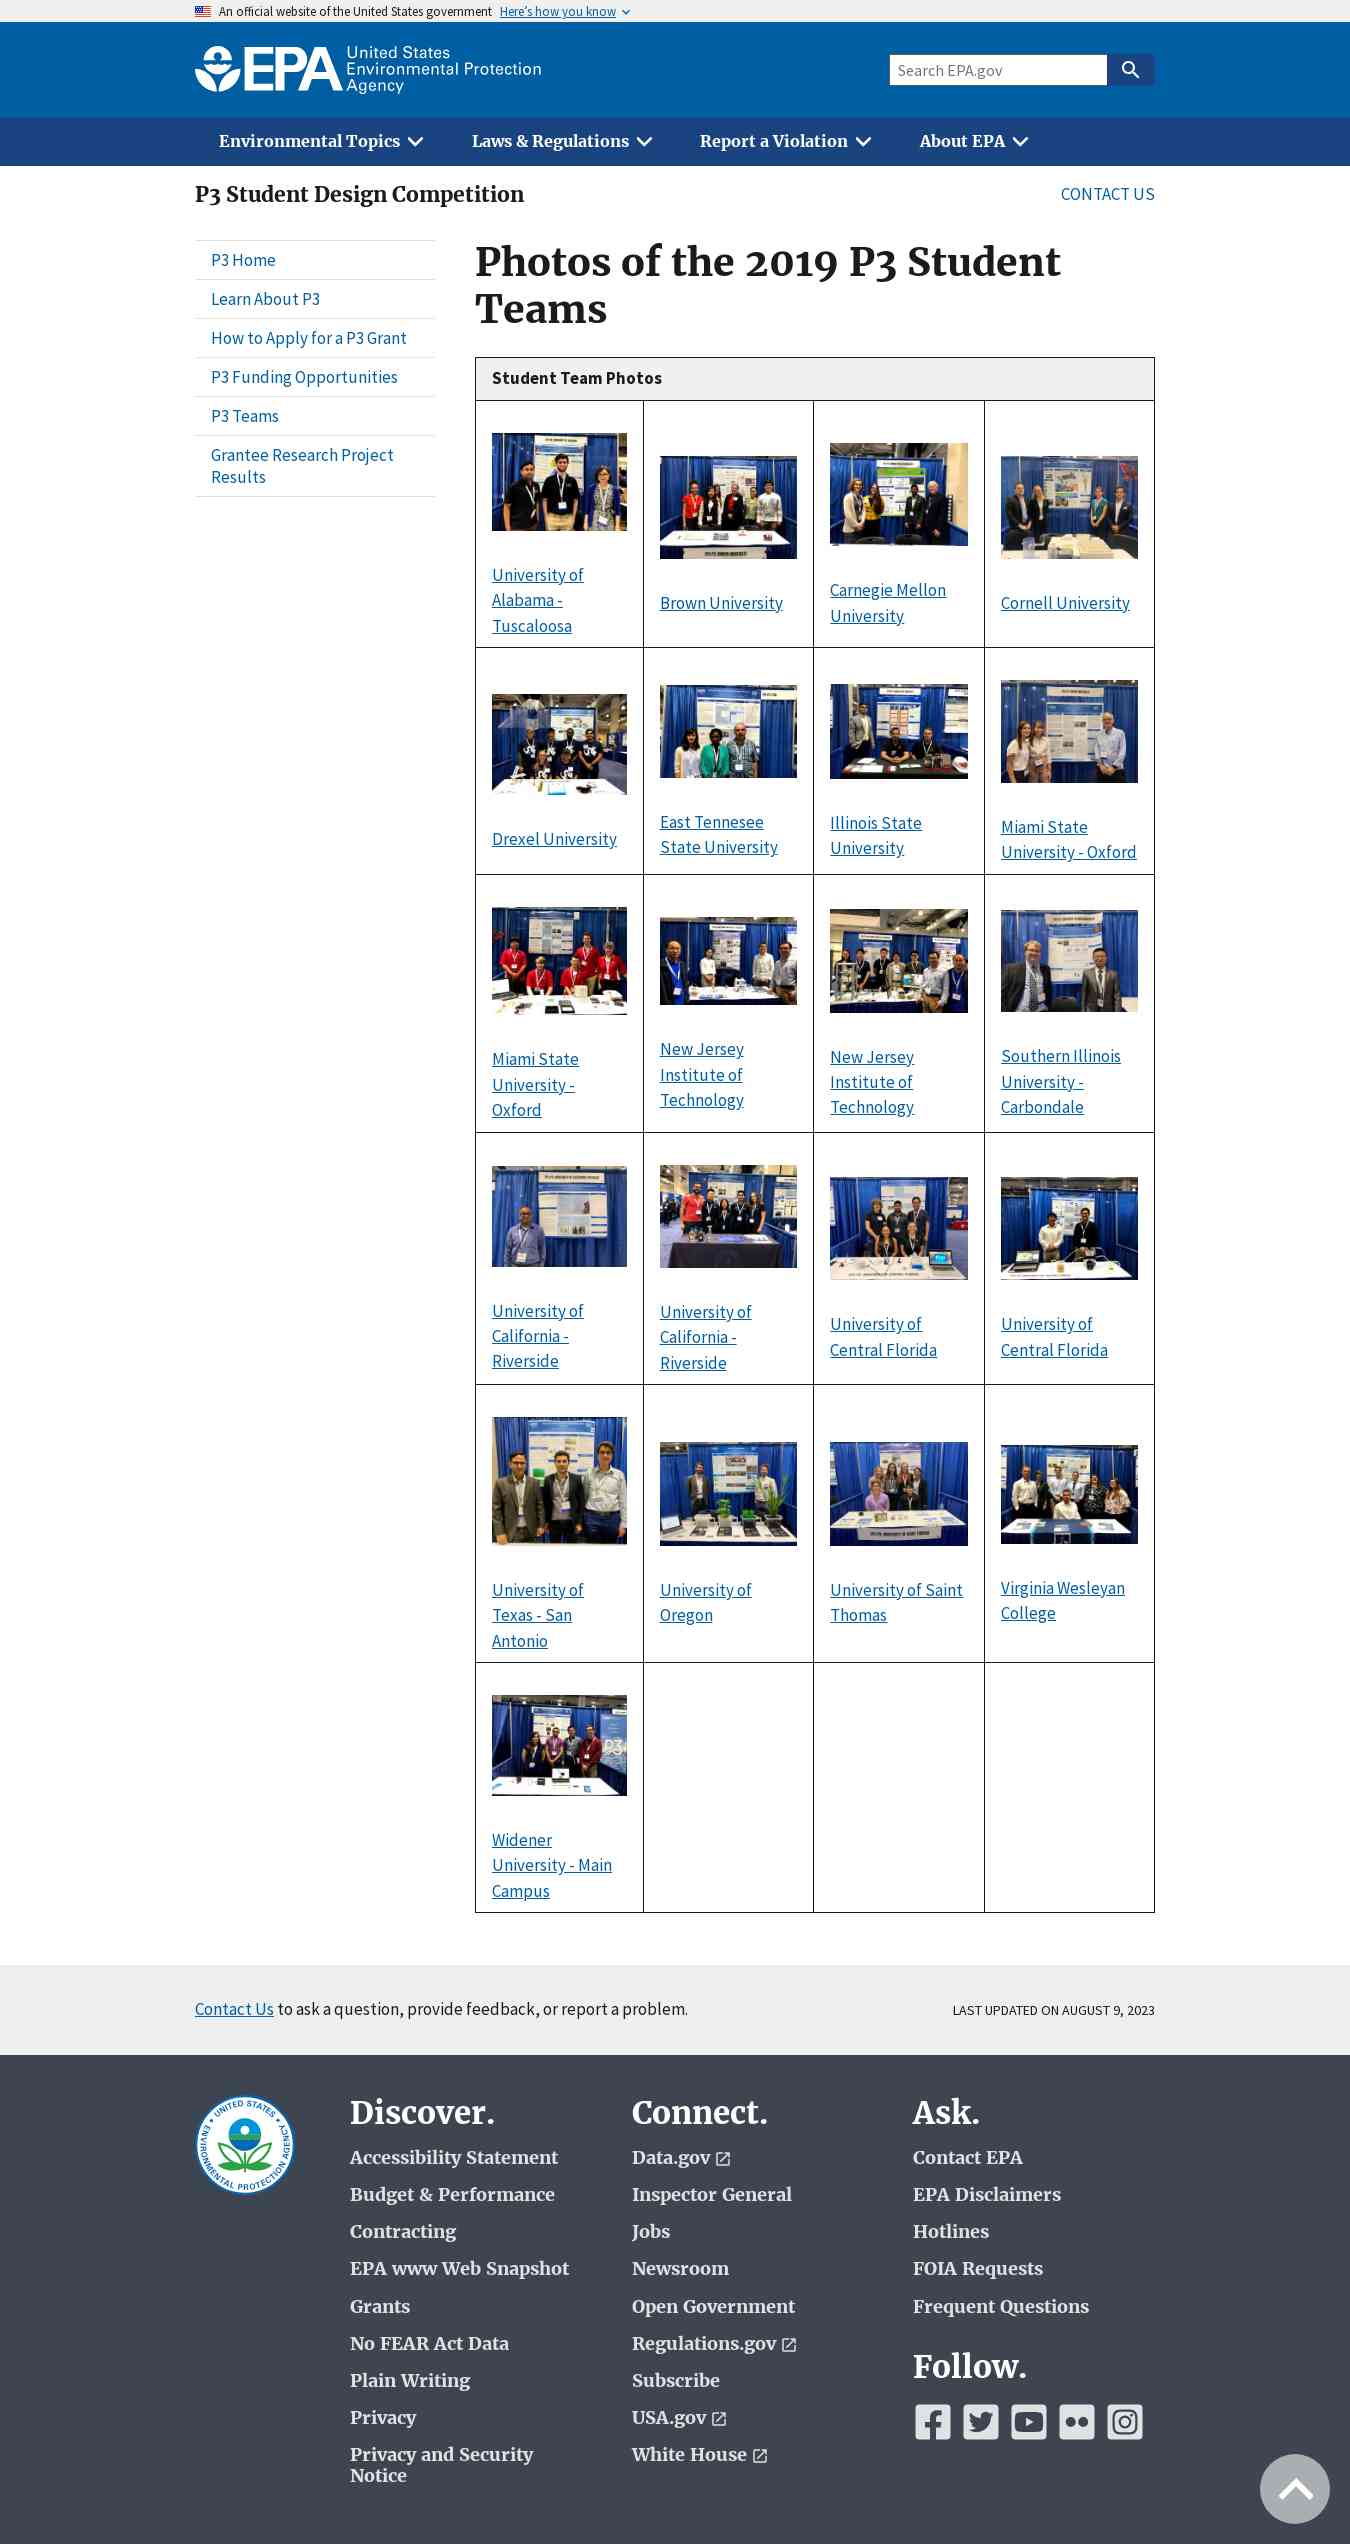 An official website of the United States government Here’s how you know
EPA United States
Environmental Protection
Agency
Search EPA.gov
Environmental Topics Laws & Regulations Report a Violation About EPA
P3 Student Design Competition CONTACT US
P3 Home
Learn About P3
How to Apply for a P3 Grant
P3 Funding Opportunities
P3 Teams
Grantee Research Project
Results
Photos of the 2019 P3 Student
Teams
Student Team Photos
University of
Alabama -
Tuscaloosa
Brown University
Carnegie Mellon
University
Cornell University
Drexel University
East Tennesee
State University
Illinois State
University
Miami State
University - Oxford
Miami State
University -
Oxford
New Jersey
Institute of
Technology
New Jersey
Institute of
Technology
Southern Illinois
University -
Carbondale
University of
California -
Riverside
University of
California -
Riverside
University of
Central Florida
University of
Central Florida
University of
Texas - San
Antonio
University of
Oregon
University of Saint
Thomas
Virginia Wesleyan
College
P3
Widener
University - Main
Campus
Contact Us to ask a question, provide feedback, or report a problem. LAST UPDATED ON AUGUST 9, 2023
UNITED STATES ENVIRONMENTAL PROTECTION AGENCY
Discover.
Accessibility Statement
Budget & Performance
Contracting
EPA www Web Snapshot
Grants
No FEAR Act Data
Plain Writing
Privacy
Privacy and Security
Notice
Connect.
Data.gov
Inspector General
Jobs
Newsroom
Open Government
Regulations.gov
Subscribe
USA.gov
White House
Ask.
Contact EPA
EPA Disclaimers
Hotlines
FOIA Requests
Frequent Questions
Follow.